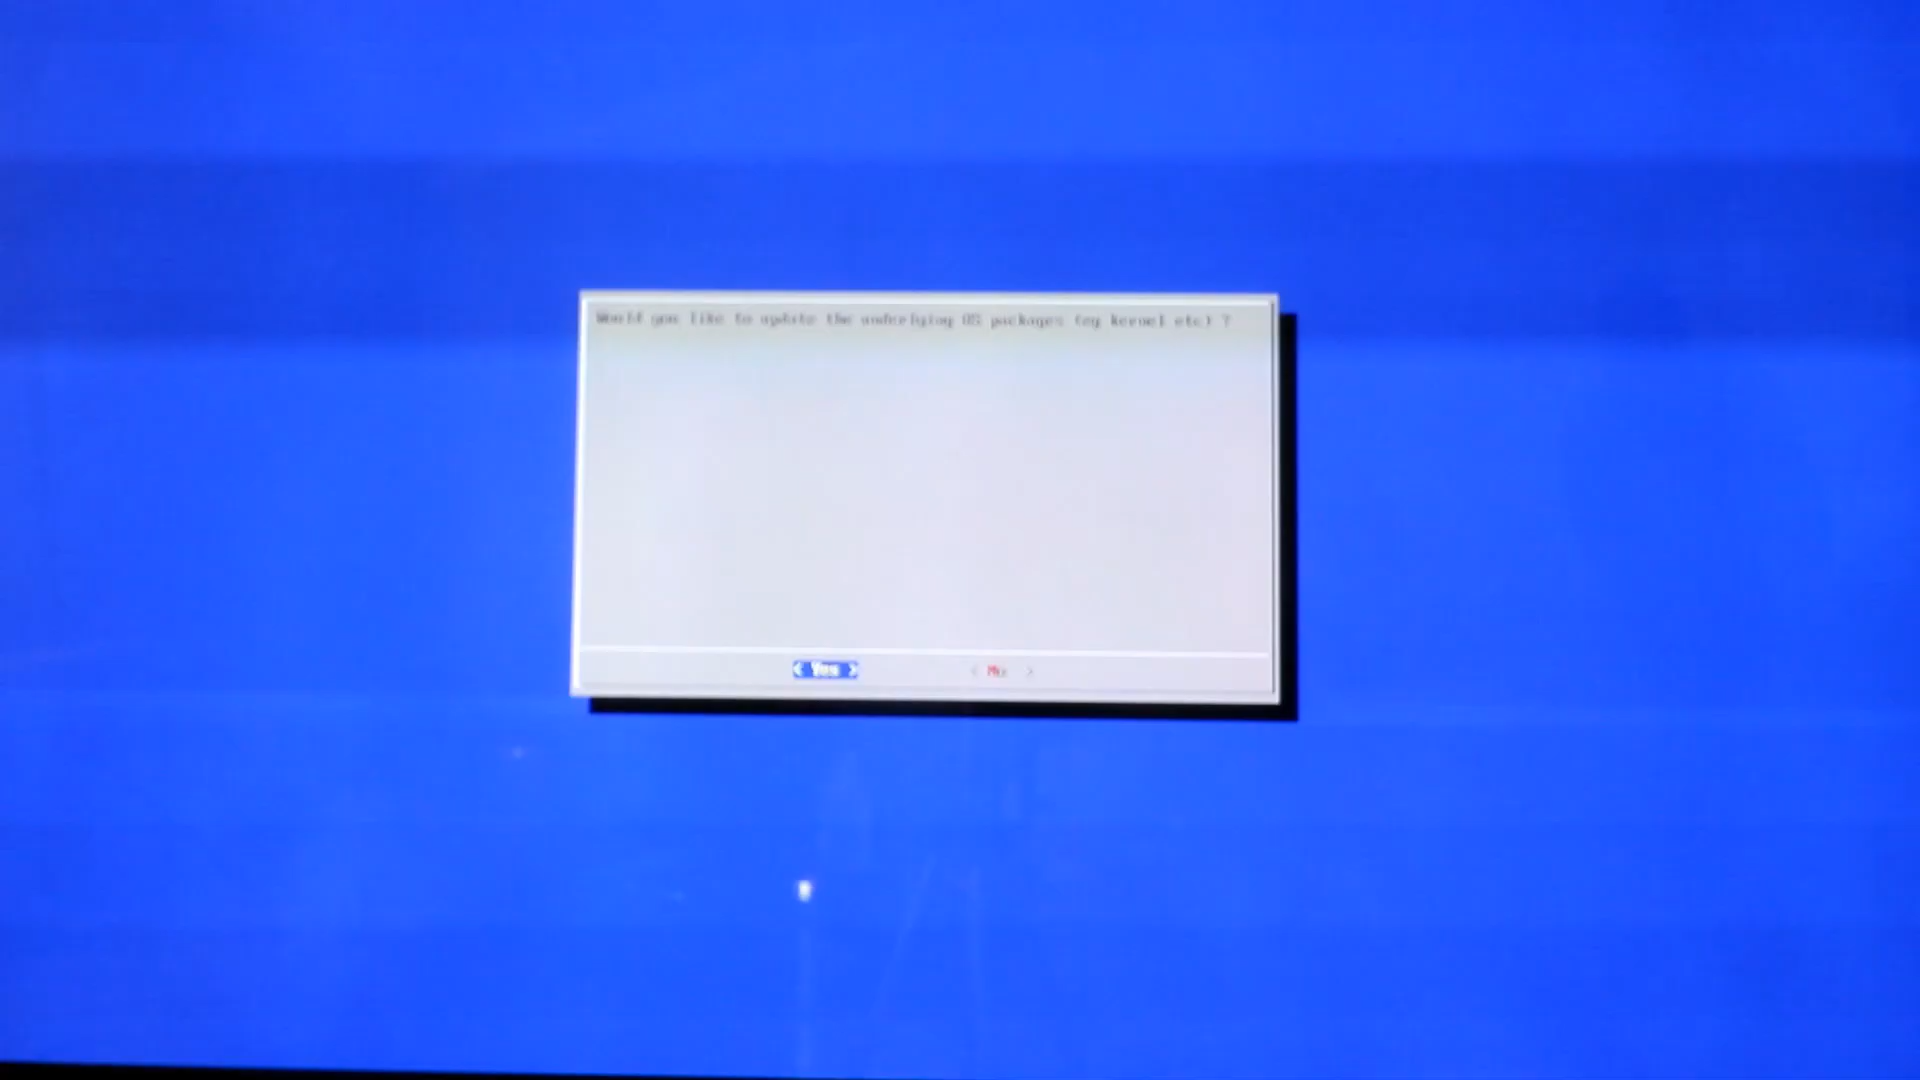 Would you like to update the underlying OS packages (eg kernel etc) ?
< Yes > < No >